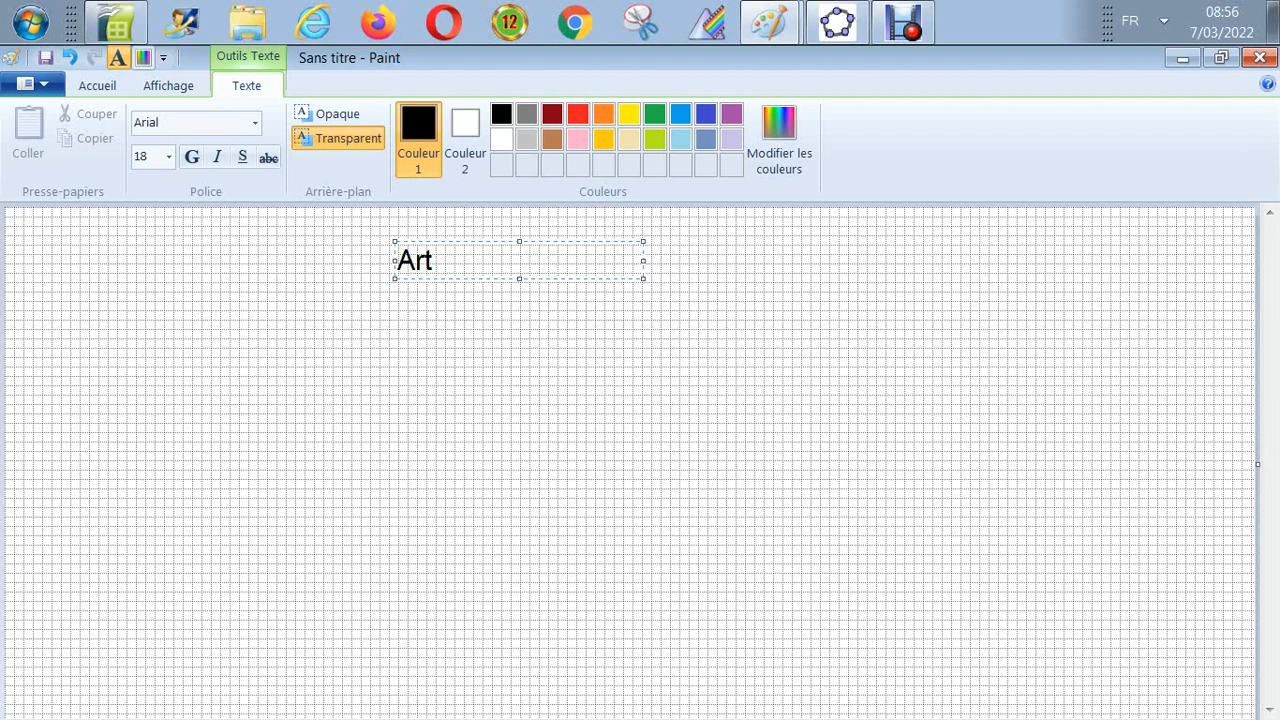 12
FR
08:56
7/03/2022
A
Outils Texte
Sans titre - Paint
Accueil
Affichage
Texte
Coller
Couper
Copier
Presse-papiers
Arial
18
G I S abc
Police
A Opaque
A Transparent
Arrière-plan
Couleur
1
Couleur
2
Couleurs
Modifier les
couleurs
?
Art